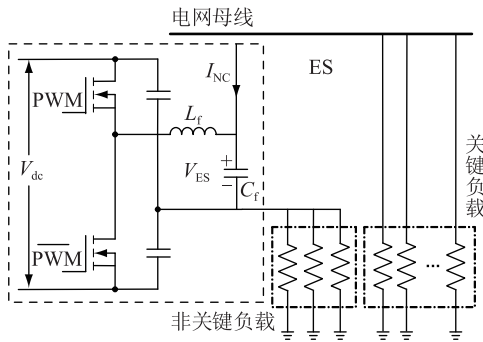 电网母线
ES
I_NC
PWM
L_f
V_dc
V_ES
+
−
C_f
关键负载
P̅W̅M̅
...
非关键负载